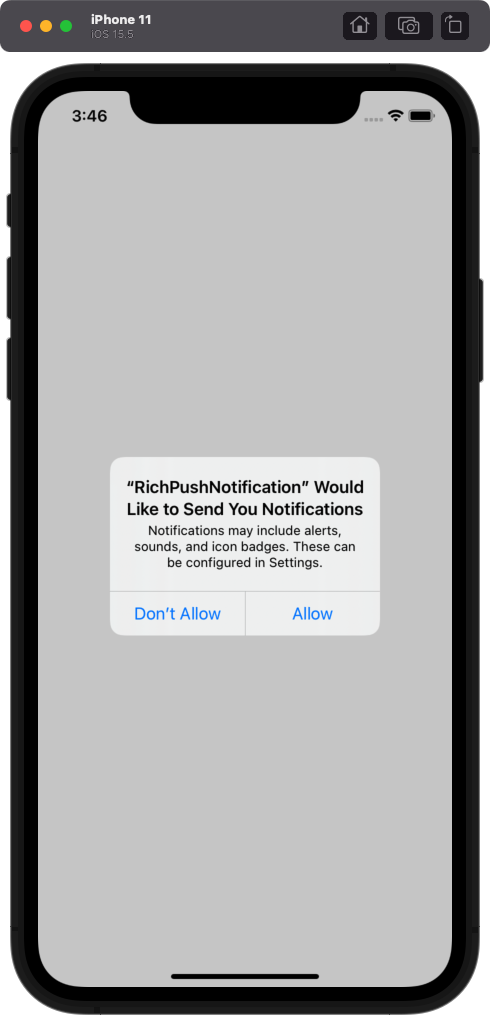 iPhone 11
iOS 15.5
3:46
“RichPushNotification” Would
Like to Send You Notifications
Notifications may include alerts,
sounds, and icon badges. These can
be configured in Settings.
Don’t Allow
Allow